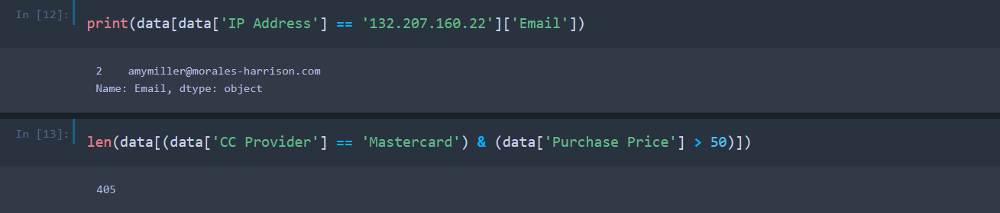 In [12]:
print(data[data['IP Address'] == '132.207.160.22']['Email'])
2    amymiller@morales-harrison.com
Name: Email, dtype: object
In [13]:
len(data[(data['CC Provider'] == 'Mastercard') & (data['Purchase Price'] > 50)])
405